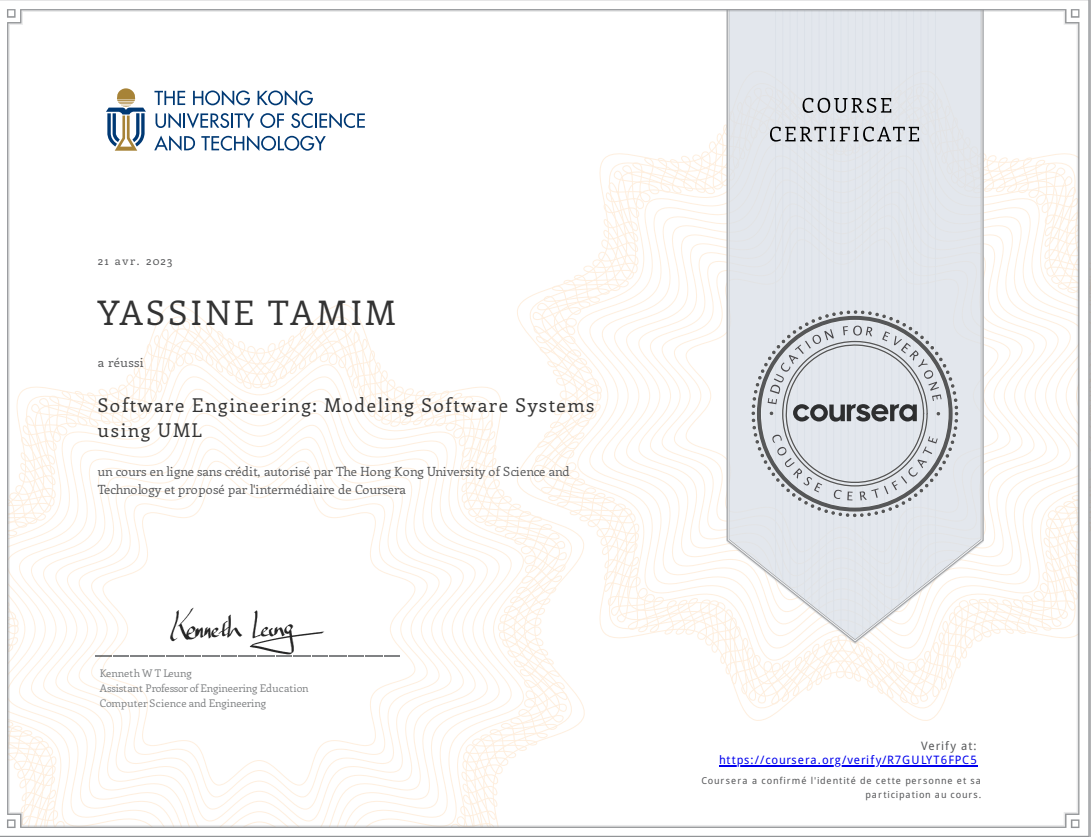 THE HONG KONG
UNIVERSITY OF SCIENCE
AND TECHNOLOGY
COURSE
CERTIFICATE
21 avr. 2023
YASSINE TAMIM
a réussi
Software Engineering: Modeling Software Systems
using UML
un cours en ligne sans crédit, autorisé par The Hong Kong University of Science and
Technology et proposé par l'intermédiaire de Coursera
EDUCATION FOR EVERYONE
coursera
COURSE CERTIFICATE
Kenneth Leung
Kenneth W T Leung
Assistant Professor of Engineering Education
Computer Science and Engineering
Verify at:
https://coursera.org/verify/R7GULYT6FPC5
Coursera a confirmé l'identité de cette personne et sa
participation au cours.